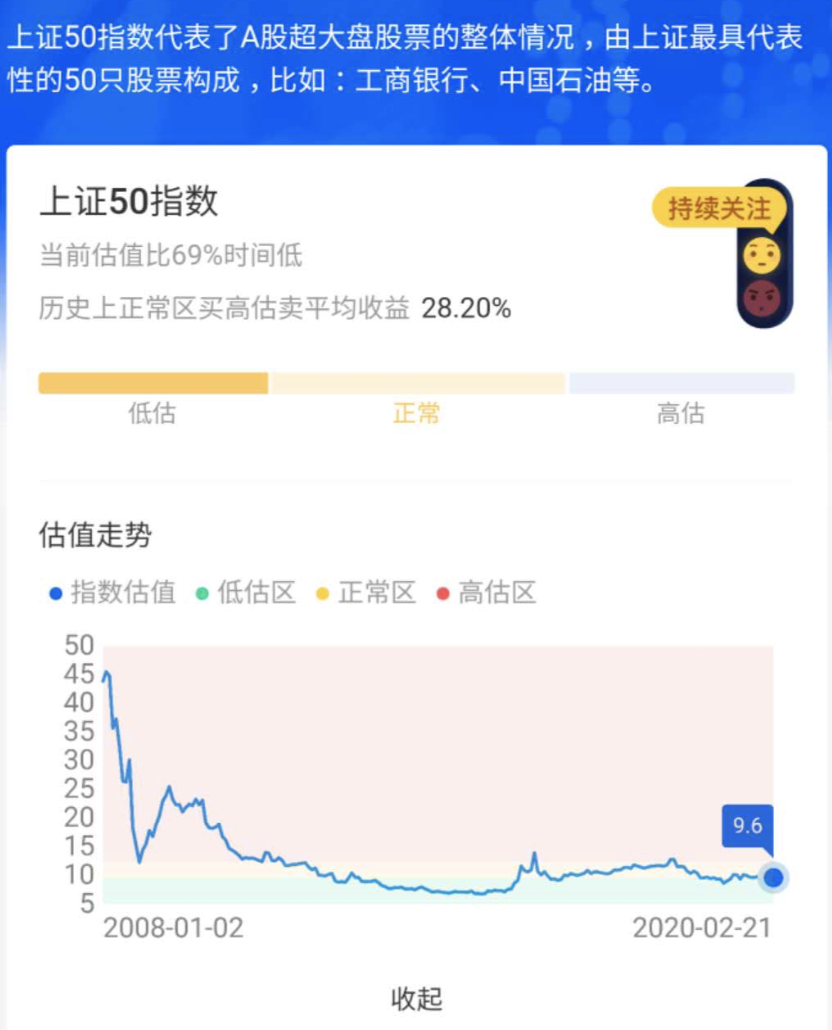 上证50指数代表了A股超大盘股票的整体情况，由上证最具代表
性的50只股票构成，比如：工商银行、中国石油等。
上证50指数
持续关注
当前估值比69%时间低
历史上正常区买高估卖平均收益 28.20%
低估
正常
高估
估值走势
指数估值
低估区
正常区
高估区
50
45
40
35
30
25
20
15
10
5
9.6
2008-01-02
2020-02-21
收起